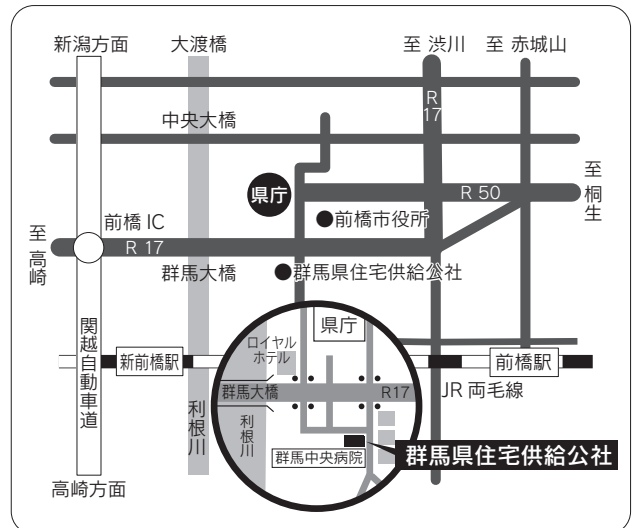 新潟方面
大渡橋
至 渋川
至 赤城山
R
17
中央大橋
県庁
R 50
至 桐生
前橋市役所
前橋 IC
至 高崎
R 17
群馬大橋
群馬県住宅供給公社
関越自動車道
県庁
ロイヤル
ホテル
新前橋駅
前橋駅
群馬大橋
R17
JR 両毛線
利根川
利根川
群馬中央病院
群馬県住宅供給公社
高崎方面